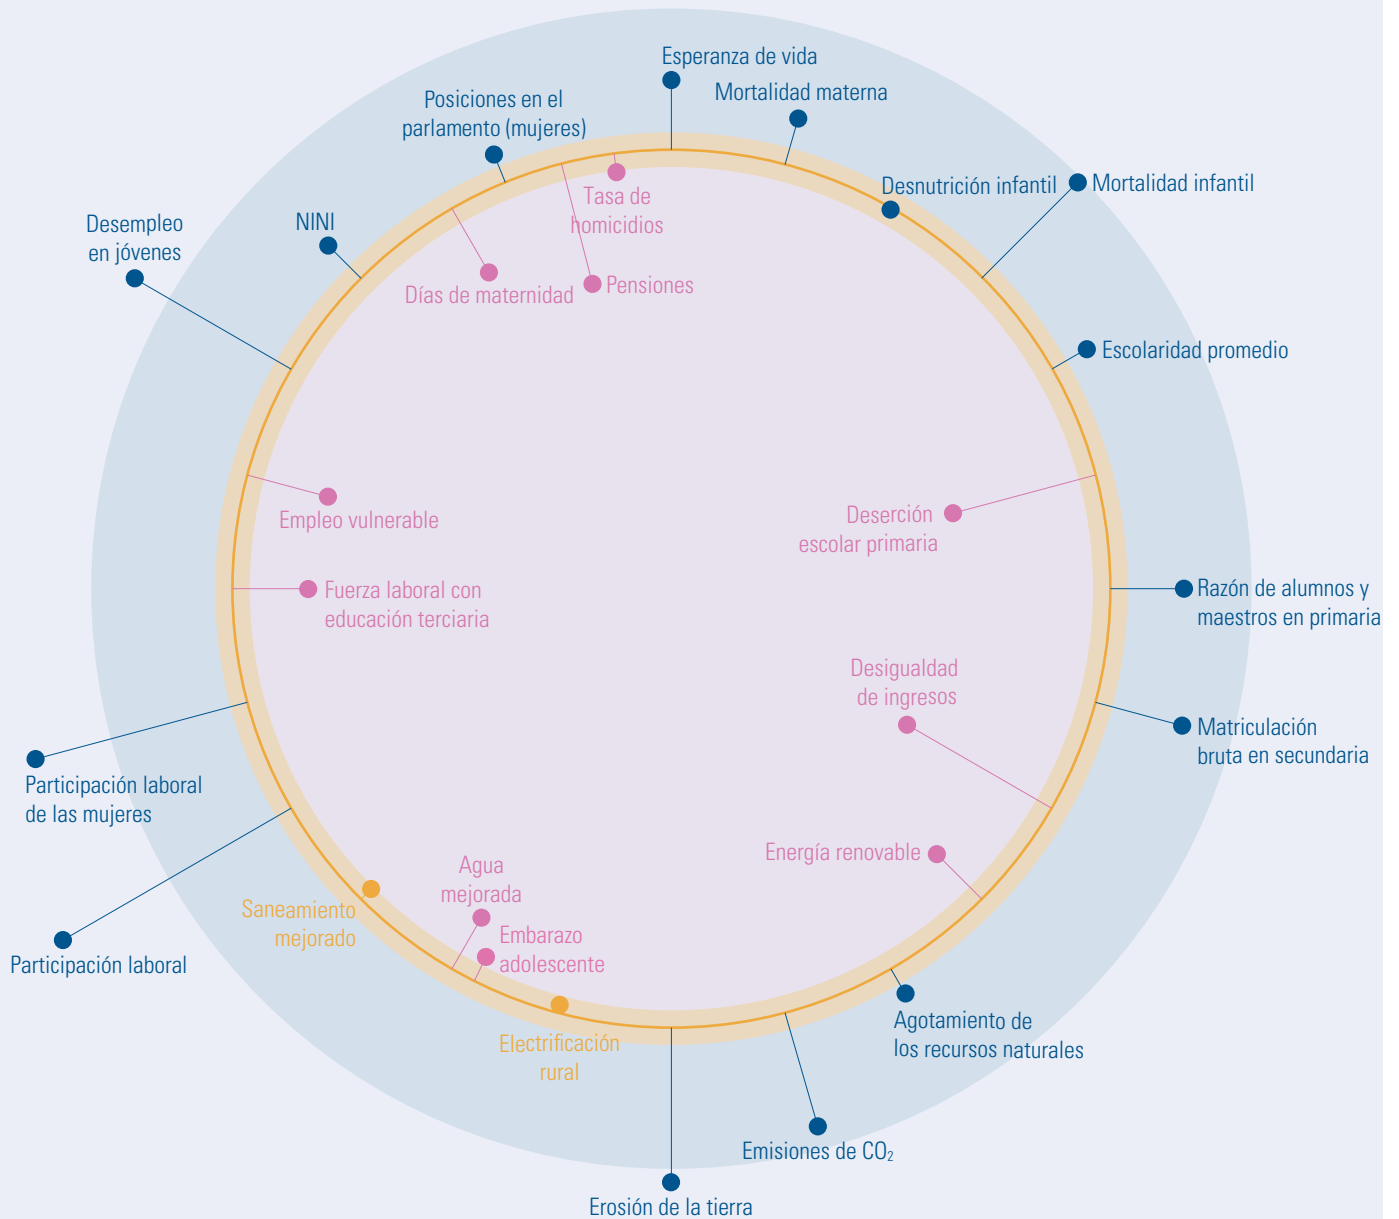 Esperanza de vida
Mortalidad materna
Posiciones en el
parlamento (mujeres)
Desnutrición infantil
Mortalidad infantil
Tasa de
homicidios
NINI
Desempleo
en jóvenes
Días de maternidad
Pensiones
Escolaridad promedio
Empleo vulnerable
Deserción
escolar primaria
Fuerza laboral con
educación terciaria
Razón de alumnos y
maestros en primaria
Desigualdad
de ingresos
Matriculación
bruta en secundaria
Participación laboral
de las mujeres
Energía renovable
Agua
mejorada
Saneamiento
mejorado
Embarazo
adolescente
Participación laboral
Electrificación
rural
Agotamiento de
los recursos naturales
Emisiones de CO₂
Erosión de la tierra